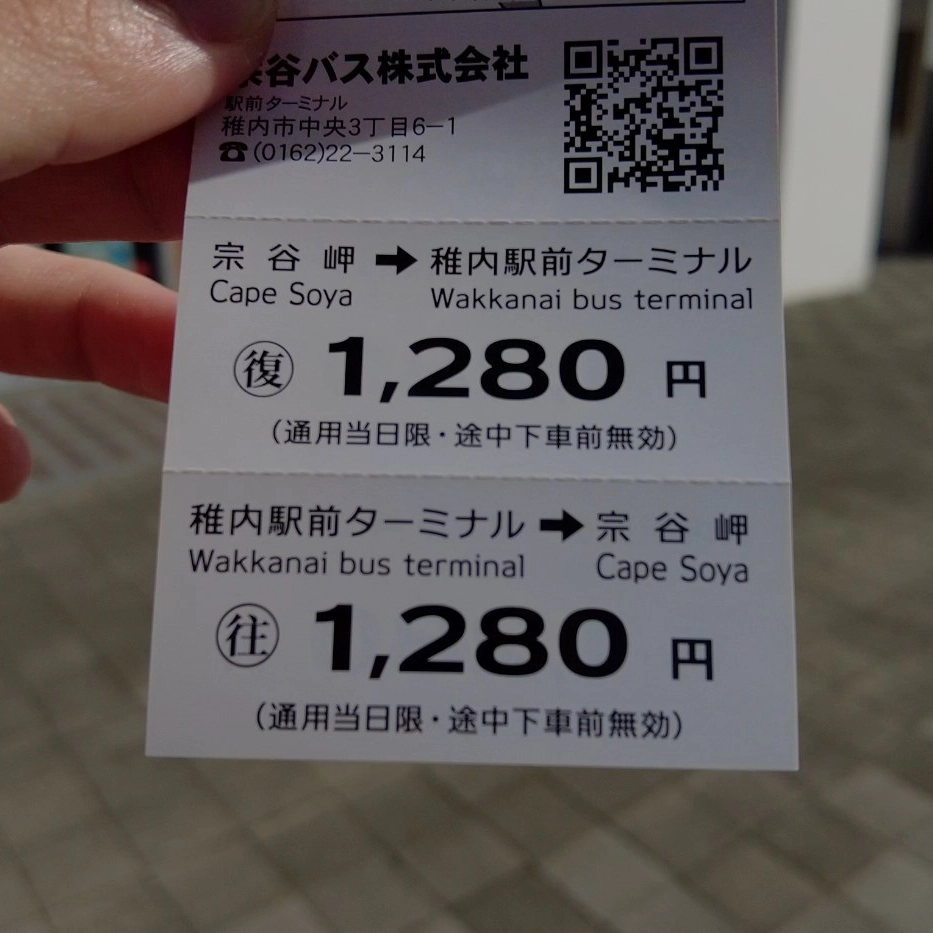 宗谷バス株式会社
駅前ターミナル
稚内市中央3丁目6−1
☎(0162)22−3114
宗谷岬 ➡ 稚内駅前ターミナル
Cape Soya Wakkanai bus terminal
復 1,280 円
(通用当日限・途中下車前無効)
稚内駅前ターミナル ➡ 宗谷岬
Wakkanai bus terminal Cape Soya
往 1,280 円
(通用当日限・途中下車前無効)